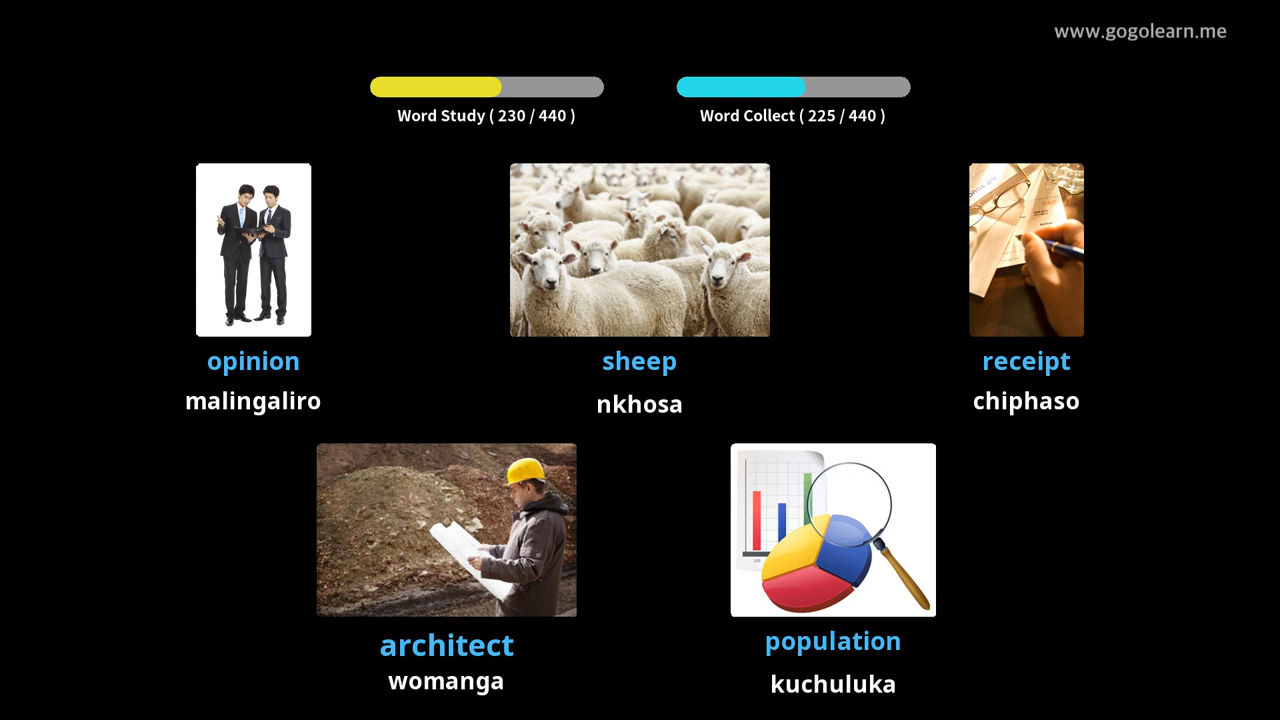 www.gogolearn.me
Word Study ( 230 / 440 )
Word Collect ( 225 / 440 )
opinion
malingaliro
sheep
nkhosa
receipt
chiphaso
architect
womanga
population
kuchuluka